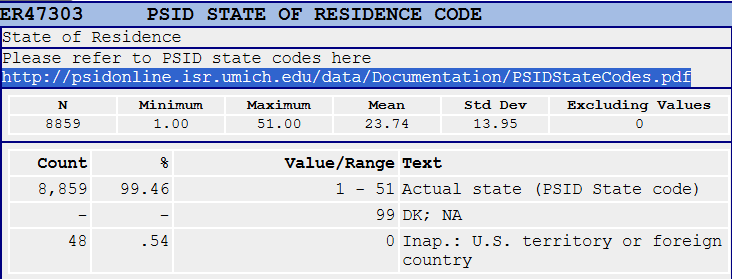 ER47303 PSID STATE OF RESIDENCE CODE
State of Residence
Please refer to PSID state codes here
http://psidonline.isr.umich.edu/data/Documentation/PSIDStateCodes.pdf
N Minimum Maximum Mean Std Dev Excluding Values
8859 1.00 51.00 23.74 13.95 0
Count % Value/Range Text
8,859 99.46 1 - 51 Actual state (PSID State code)
- - 99 DK; NA
48 .54 0 Inap.: U.S. territory or foreign
country